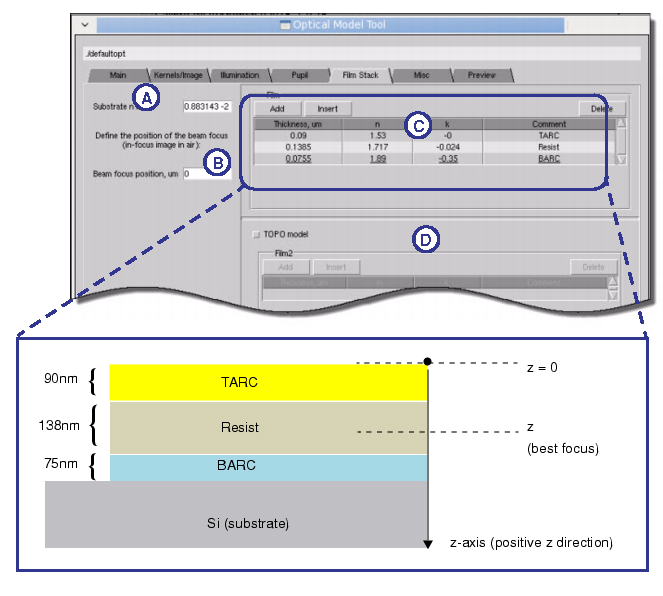 Optical Model Tool
./defaultopt
Main Kernels/Image Illumination Pupil Film Stack Misc Preview
A
Substrate n 0.883143 -2
Define the position of the beam focus
(in-focus image in air):
B
Beam focus position, um 0
Film
Add Insert Delete
C
Thickness, um n k Comment
0.09 1.53 -0 TARC
0.1385 1.717 -0.024 Resist
0.0755 1.89 -0.35 BARC
TOPO model
D
Film2
Add Insert Delete
Thickness, um n k Comment
90nm
TARC
z = 0
138nm
Resist
z
(best focus)
75nm
BARC
Si (substrate)
z-axis (positive z direction)